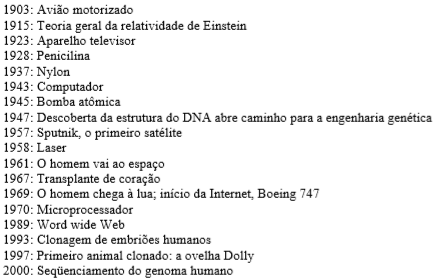 1903: Avião motorizado
1915: Teoria geral da relatividade de Einstein
1923: Aparelho televisor
1928: Penicilina
1937: Nylon
1943: Computador
1945: Bomba atômica
1947: Descoberta da estrutura do DNA abre caminho para a engenharia genética
1957: Sputnik, o primeiro satélite
1958: Laser
1961: O homem vai ao espaço
1967: Transplante de coração
1969: O homem chega à lua; início da Internet, Boeing 747
1970: Microprocessador
1989: Word wide Web
1993: Clonagem de embriões humanos
1997: Primeiro animal clonado: a ovelha Dolly
2000: Seqüenciamento do genoma humano